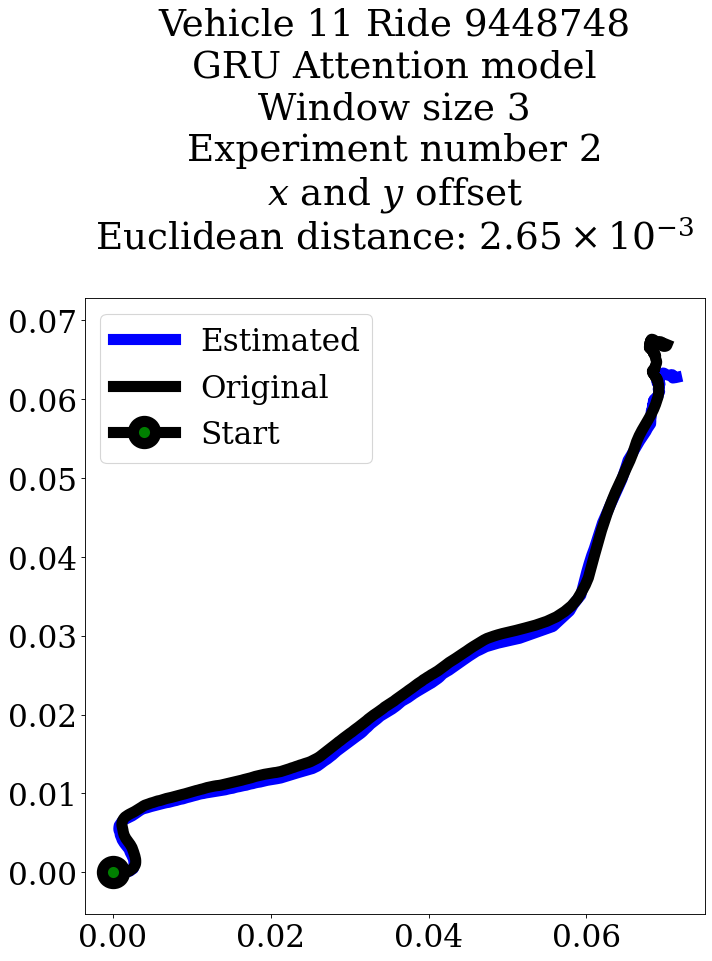 Vehicle 11 Ride 9448748
GRU Attention model
Window size 3
Experiment number 2
x and y offset
Euclidean distance: 2.65 × 10⁻³
Estimated
Original
Start
0.07
0.06
0.05
0.04
0.03
0.02
0.01
0.00
0.00 0.02 0.04 0.06